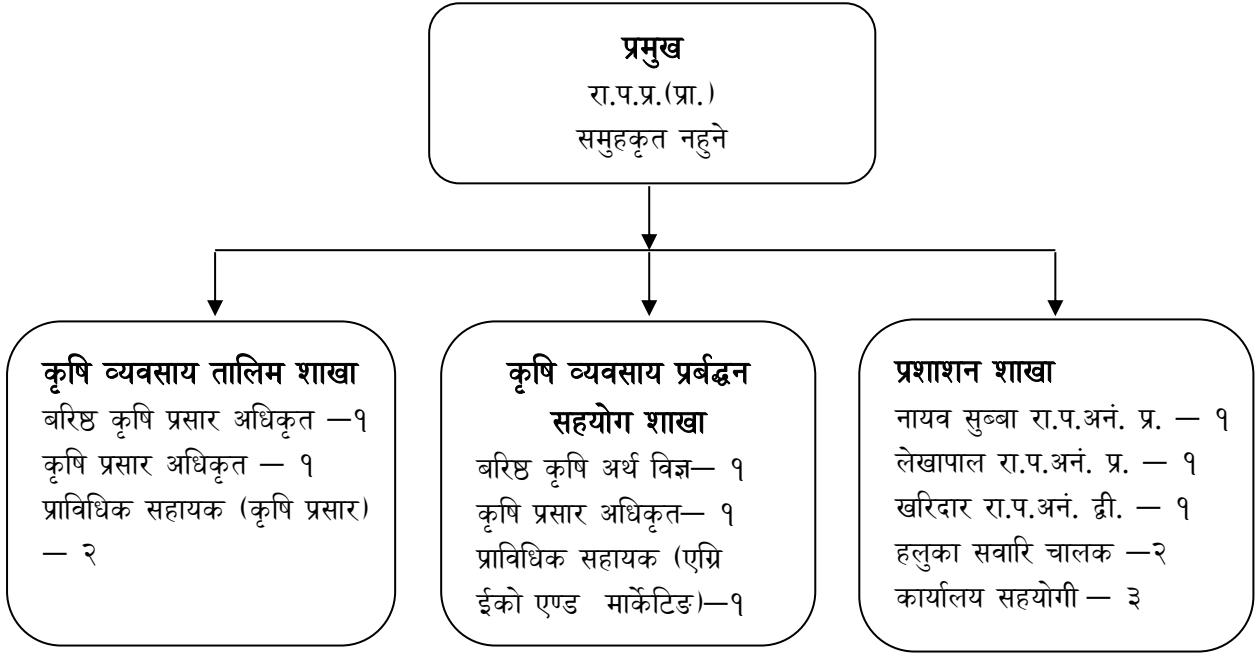 प्रमुख
रा.प.प्र.(प्रा.)
समुहकृत नहुने
कृषि व्यवसाय तालिम शाखा
बरिष्ठ कृषि प्रसार अधिकृत –१
कृषि प्रसार अधिकृत – १
प्राविधिक सहायक (कृषि प्रसार)
– २
कृषि व्यवसाय प्रर्बद्धन
सहयोग शाखा
बरिष्ठ कृषि अर्थ विज्ञ– १
कृषि प्रसार अधिकृत– १
प्राविधिक सहायक (एग्रि
ईको एण्ड मार्केटिङ)–१
प्रशाशन शाखा
नायव सुब्बा रा.प.अनं. प्र. – १
लेखापाल रा.प.अनं. प्र. – १
खरिदार रा.प.अनं. द्वी. – १
हलुका सवारि चालक –२
कार्यालय सहयोगी – ३